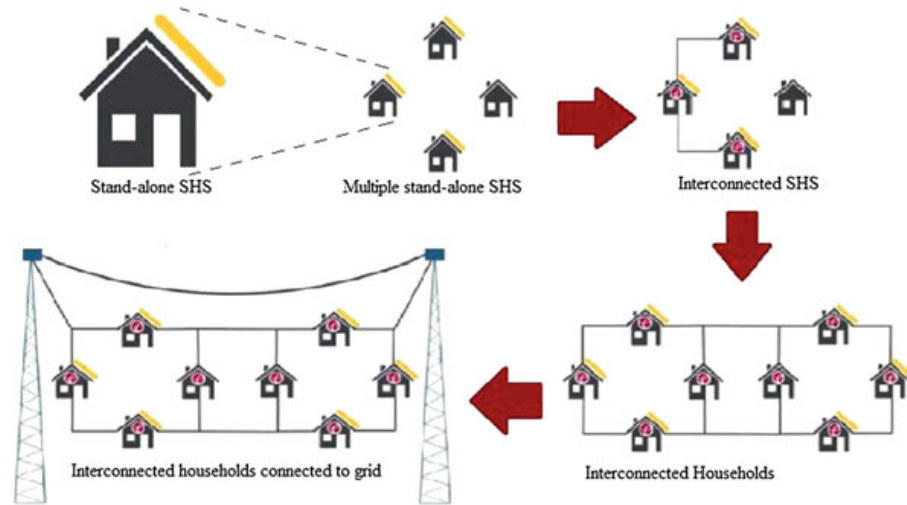 Stand-alone SHS
Multiple stand-alone SHS
Interconnected SHS
Interconnected households connected to grid
Interconnected Households